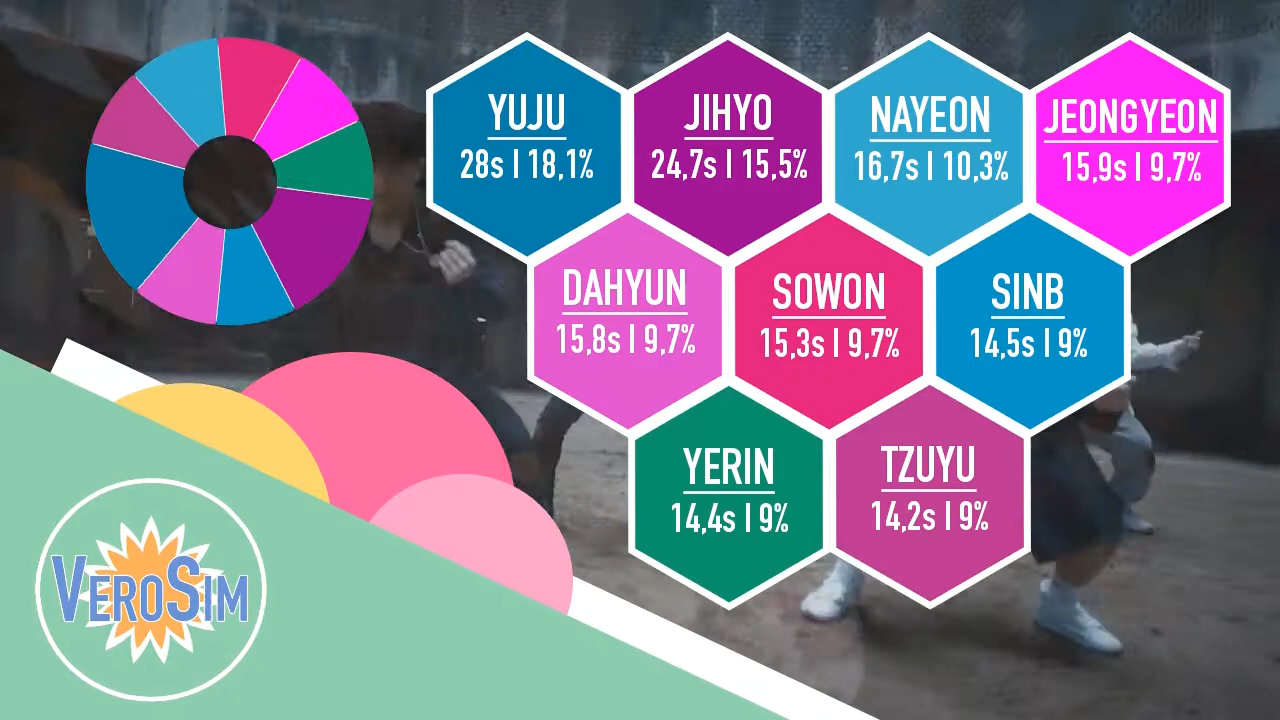 YUJU
28s | 18,1%
JIHYO
24,7s | 15,5%
NAYEON
16,7s | 10,3%
JEONGYEON
15,9s | 9,7%
DAHYUN
15,8s | 9,7%
SOWON
15,3s | 9,7%
SINB
14,5s | 9%
YERIN
14,4s | 9%
TZUYU
14,2s | 9%
VEROSIM